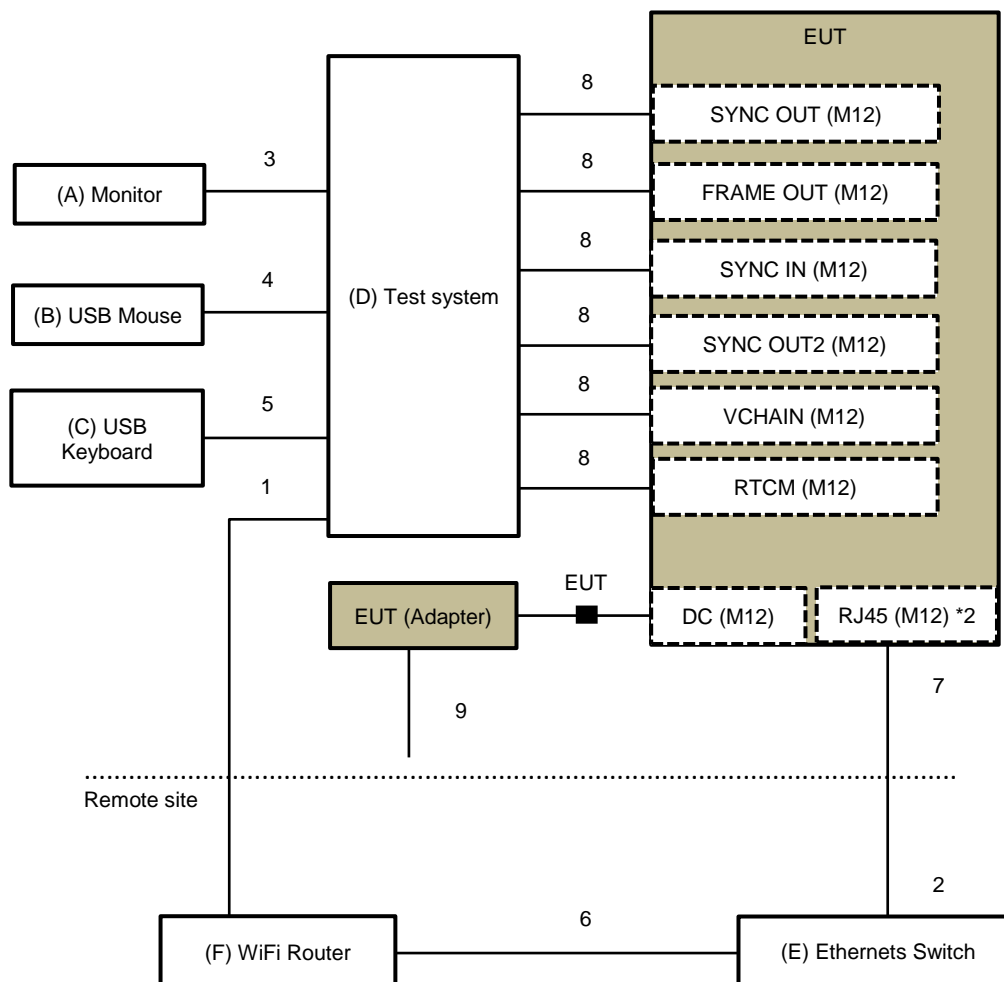 EUT
8
SYNC OUT (M12)
3
8
(A) Monitor
FRAME OUT (M12)
8
SYNC IN (M12)
4
(D) Test system
(B) USB Mouse
8
SYNC OUT2 (M12)
8
5
(C) USB
Keyboard
VCHAIN (M12)
8
1
RTCM (M12)
EUT
EUT (Adapter)
DC (M12)
RJ45 (M12) *2
7
9
Remote site
2
6
(F) WiFi Router
(E) Ethernets Switch